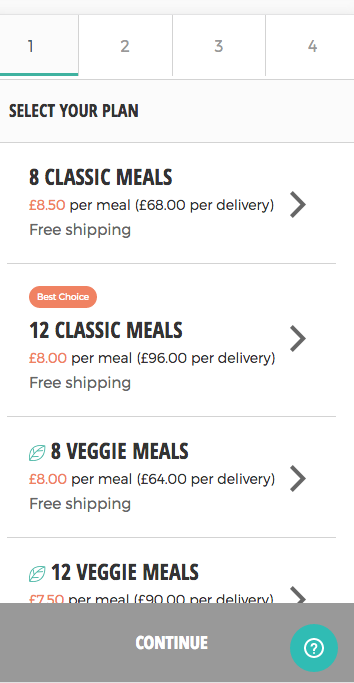 1 2 3 4
SELECT YOUR PLAN
8 CLASSIC MEALS
£8.50 per meal (£68.00 per delivery)
Free shipping
Best Choice
12 CLASSIC MEALS
£8.00 per meal (£96.00 per delivery)
Free shipping
8 VEGGIE MEALS
£8.00 per meal (£64.00 per delivery)
Free shipping
12 VEGGIE MEALS
£7.50 per meal (£90.00 per delivery)
CONTINUE
?